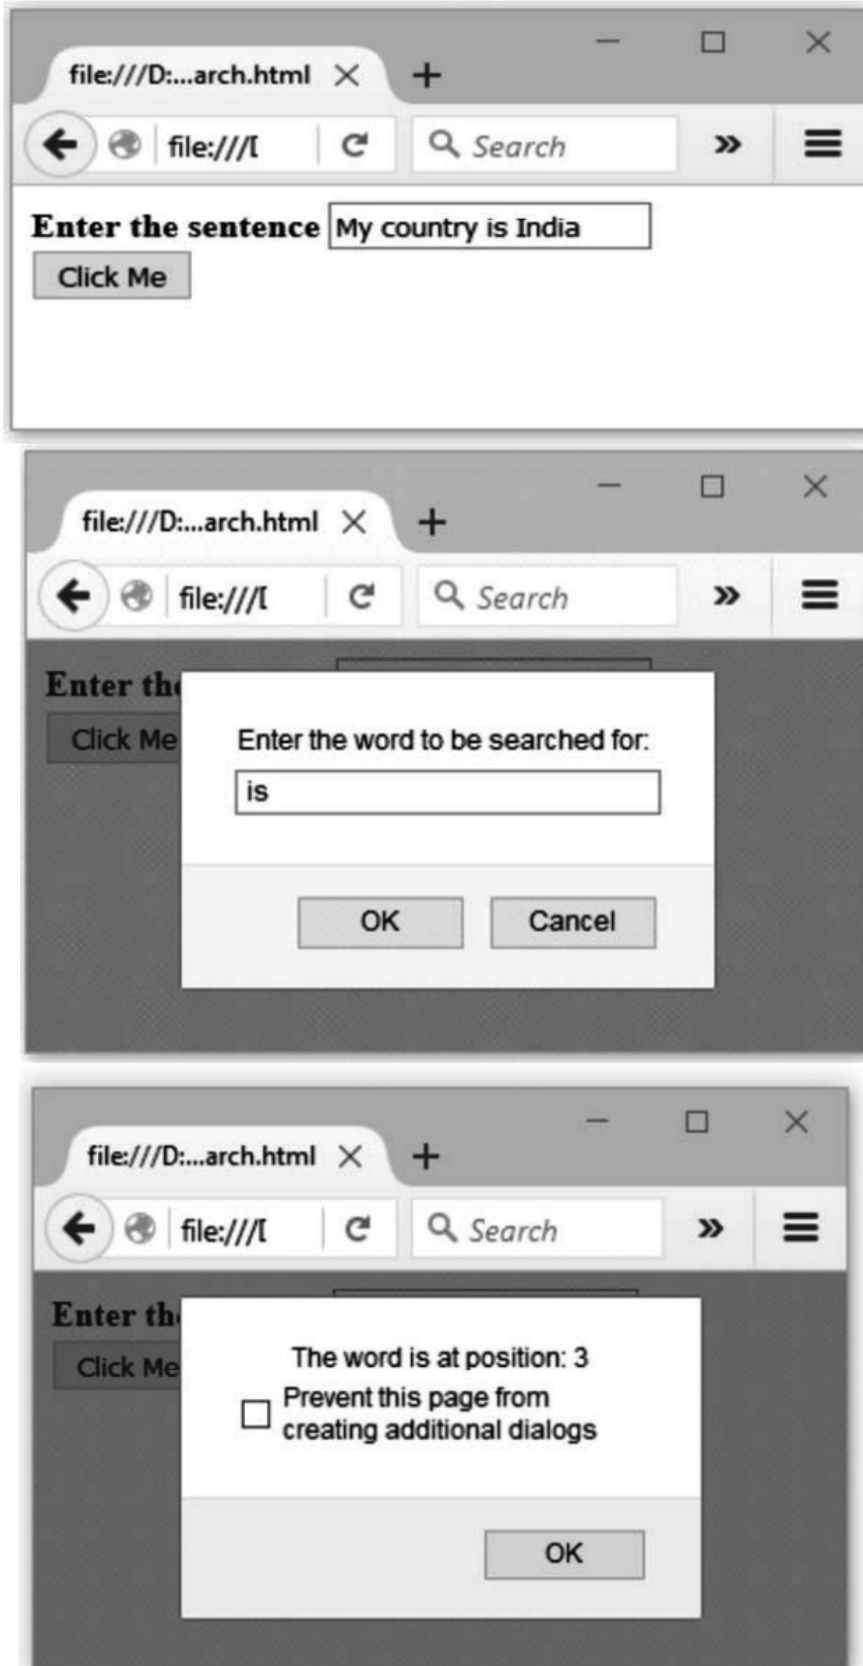 file:///D:...arch.html
file:///[ Search
Enter the sentence My country is India
Click Me
file:///D:...arch.html
file:///[ Search
Enter the
Click Me
Enter the word to be searched for:
is
OK Cancel
file:///D:...arch.html
file:///[ Search
Enter th
Click Me
The word is at position: 3
Prevent this page from
creating additional dialogs
OK